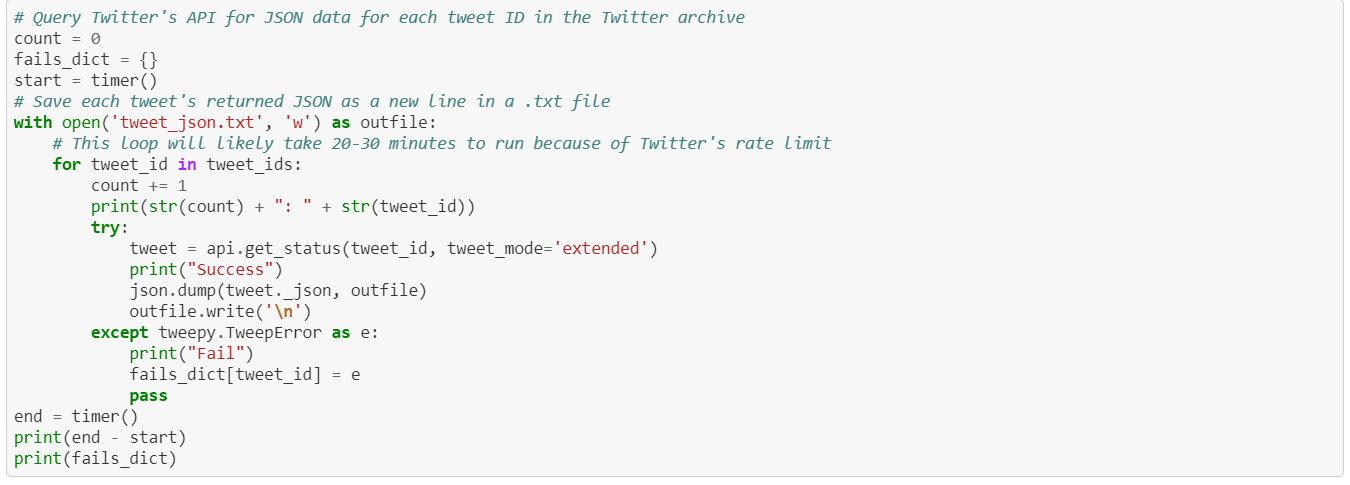 # Query Twitter's API for JSON data for each tweet ID in the Twitter archive
count = 0
fails_dict = {}
start = timer()
# Save each tweet's returned JSON as a new line in a .txt file
with open('tweet_json.txt', 'w') as outfile:
    # This loop will likely take 20-30 minutes to run because of Twitter's rate limit
    for tweet_id in tweet_ids:
        count += 1
        print(str(count) + ": " + str(tweet_id))
        try:
            tweet = api.get_status(tweet_id, tweet_mode='extended')
            print("Success")
            json.dump(tweet._json, outfile)
            outfile.write('\n')
        except tweepy.TweepError as e:
            print("Fail")
            fails_dict[tweet_id] = e
            pass
end = timer()
print(end - start)
print(fails_dict)